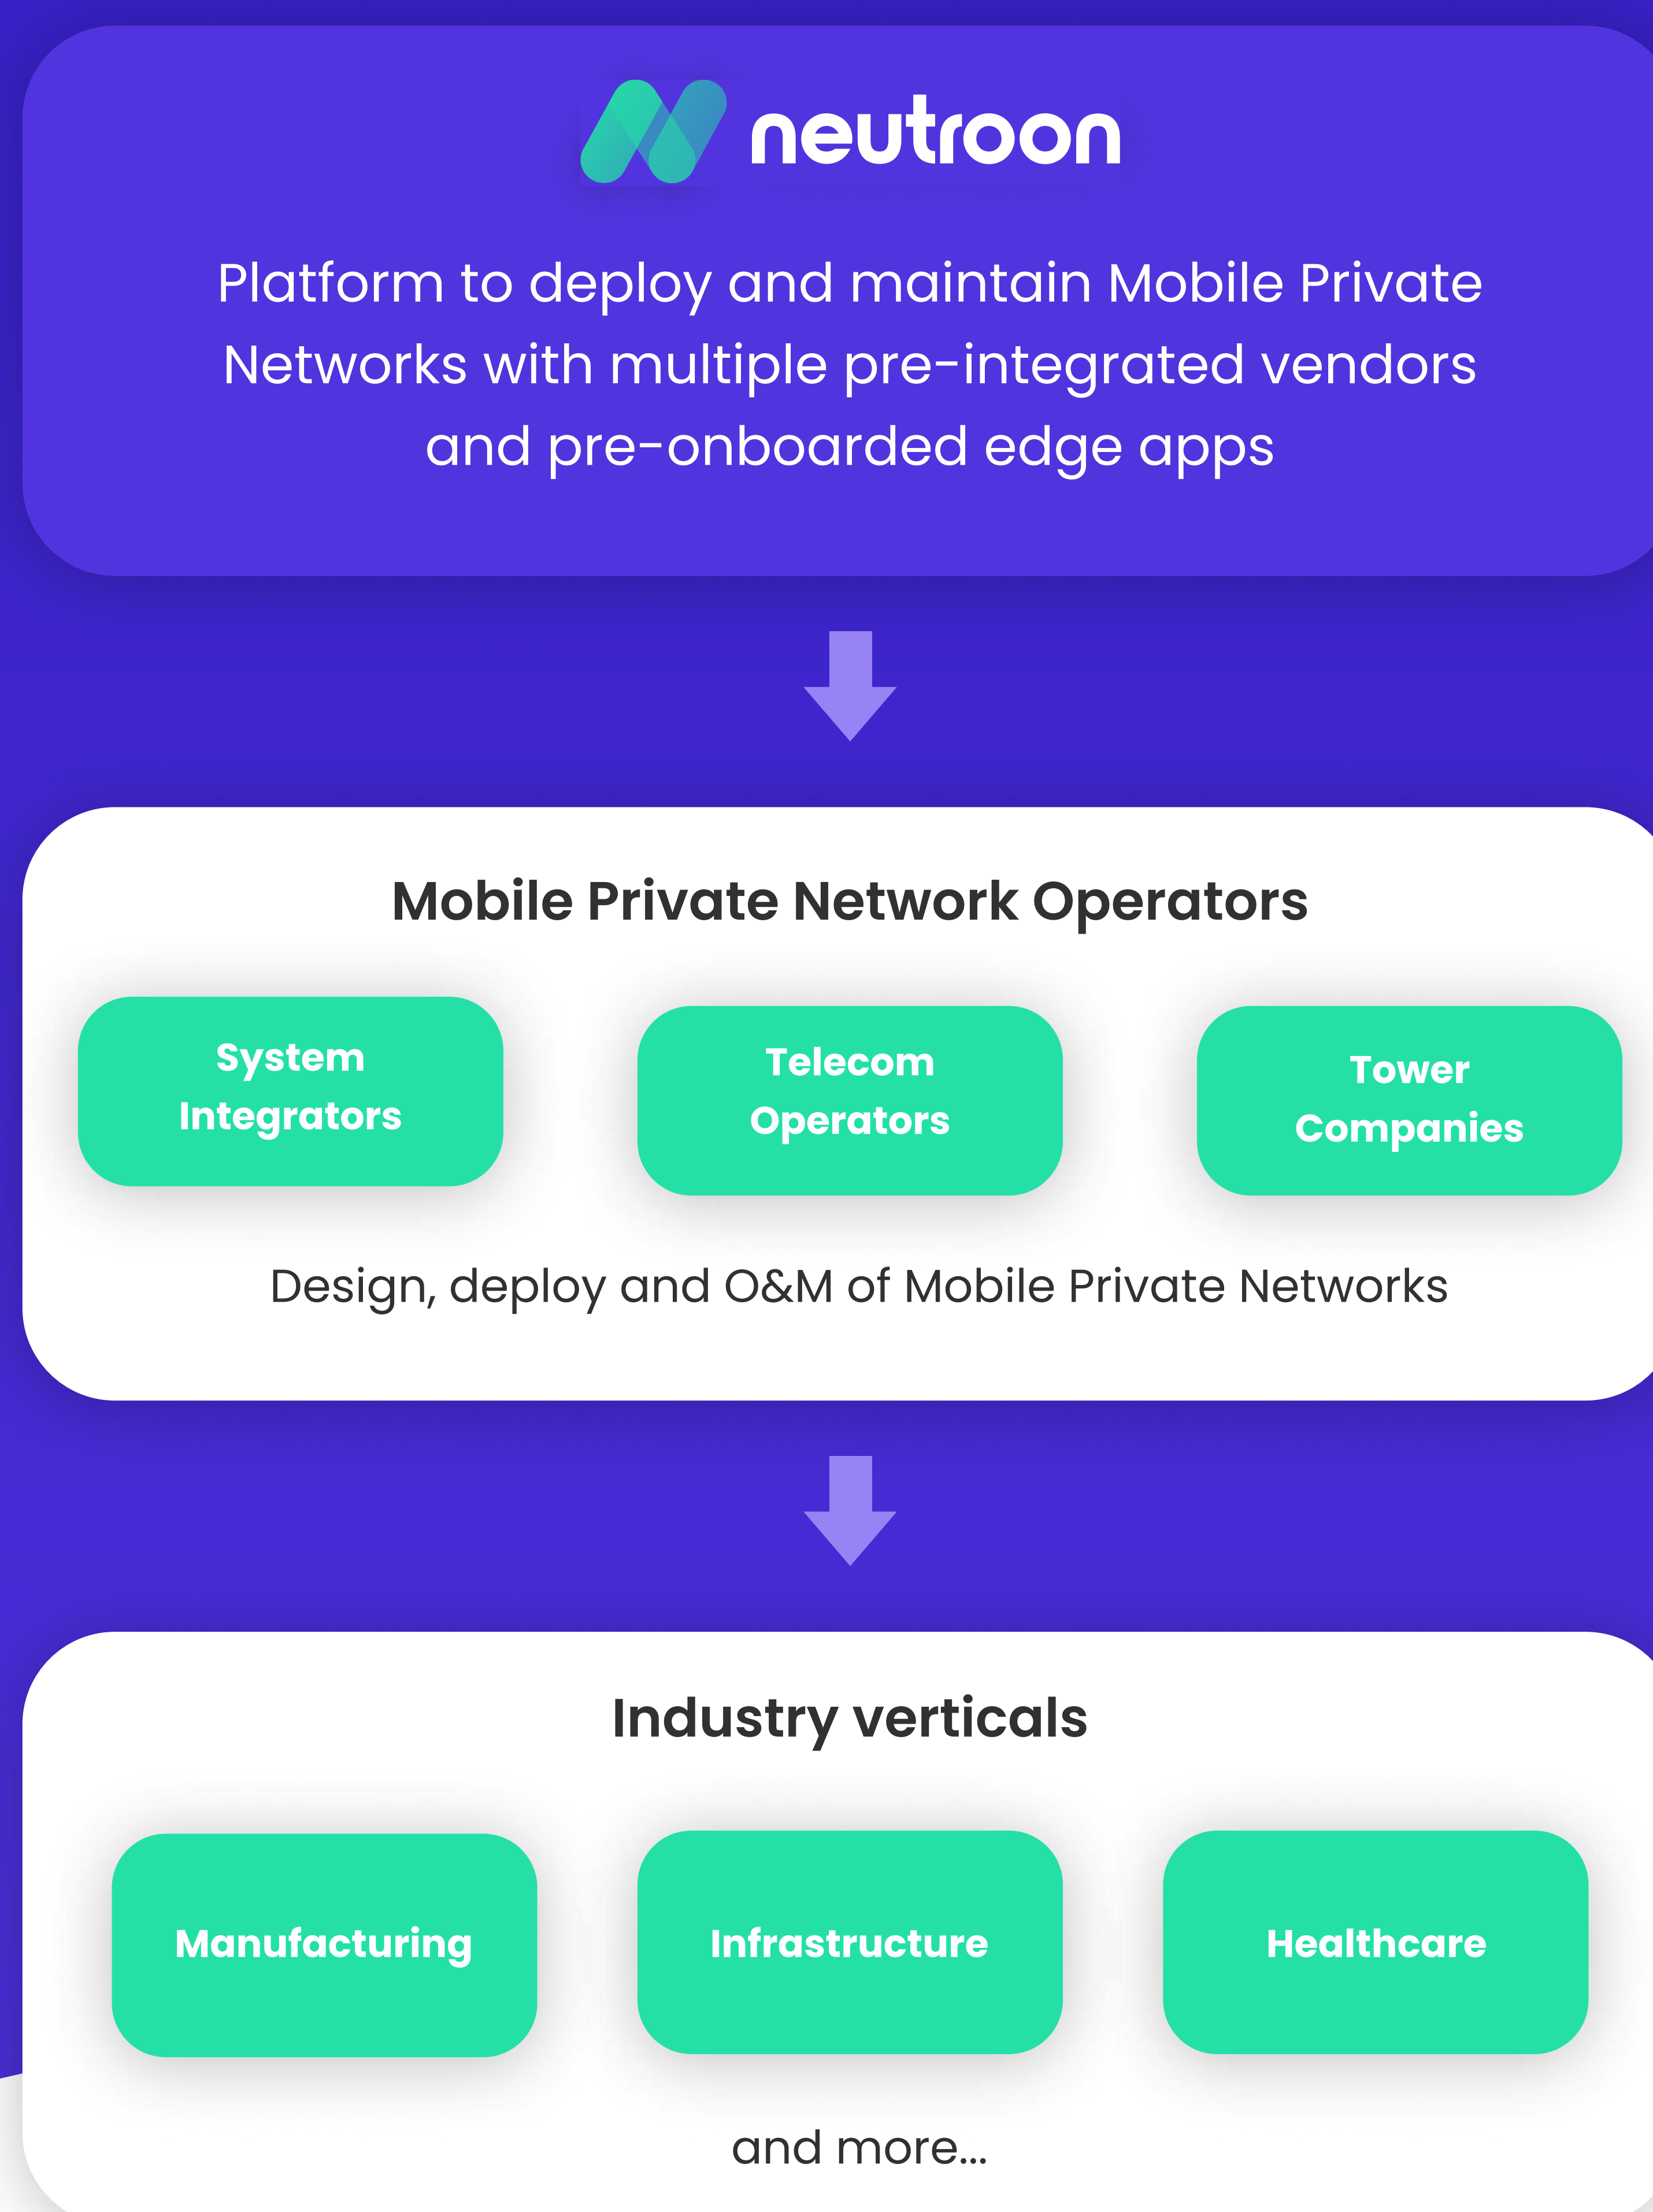 neutroon
Platform to deploy and maintain Mobile Private
Networks with multiple pre-integrated vendors
and pre-onboarded edge apps
Mobile Private Network Operators
System
Integrators
Telecom
Operators
Tower
Companies
Design, deploy and O&M of Mobile Private Networks
Industry verticals
Manufacturing
Infrastructure
Healthcare
and more...